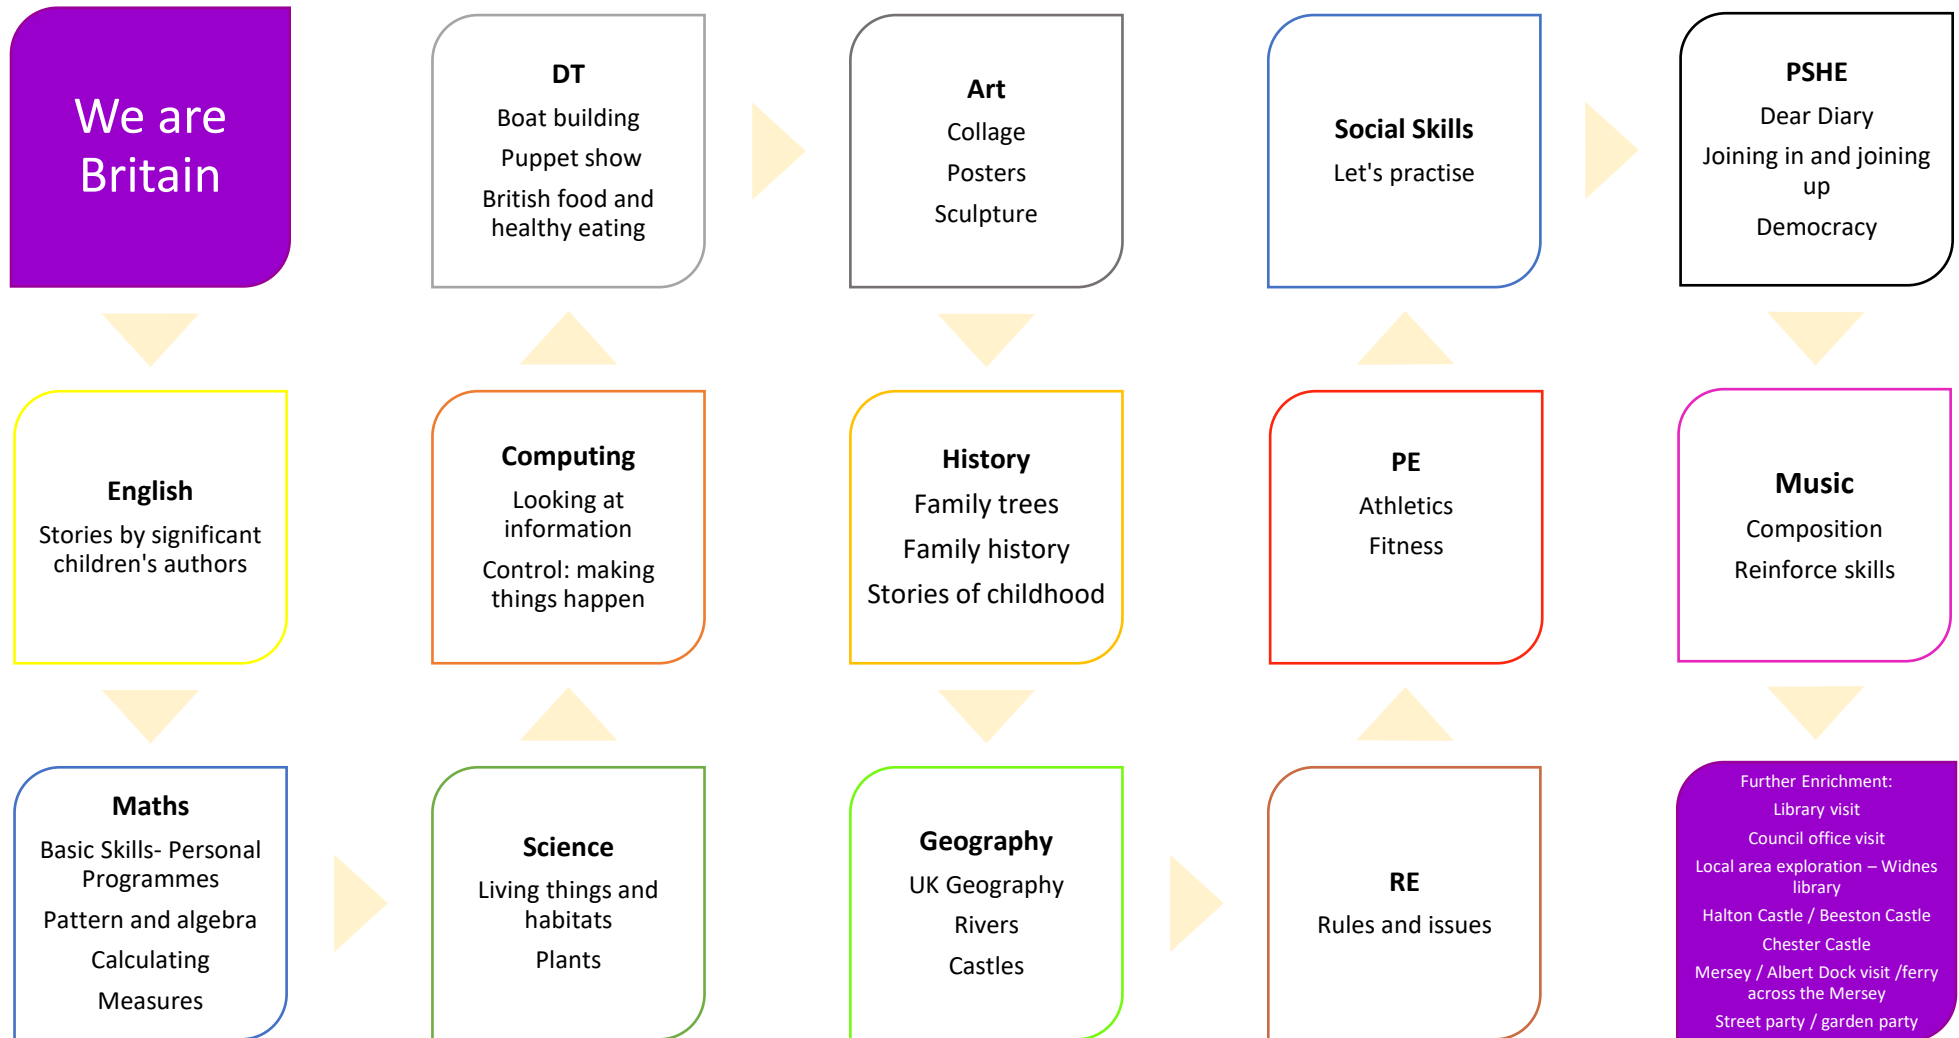 We are
Britain
English
Stories by significant
children's authors
Maths
Basic Skills- Personal
Programmes
Pattern and algebra
Calculating
Measures
Science
Living things and
habitats
Plants
Computing
Looking at
information
Control: making
things happen
DT
Boat building
Puppet show
British food and
healthy eating
Art
Collage
Posters
Sculpture
History
Family trees
Family history
Stories of childhood
Geography
UK Geography
Rivers
Castles
RE
Rules and issues
PE
Athletics
Fitness
Social Skills
Let's practise
PSHE
Dear Diary
Joining in and joining
up
Democracy
Music
Composition
Reinforce skills
Further Enrichment:
Library visit
Council office visit
Local area exploration – Widnes
library
Halton Castle / Beeston Castle
Chester Castle
Mersey / Albert Dock visit /ferry
across the Mersey
Street party / garden party